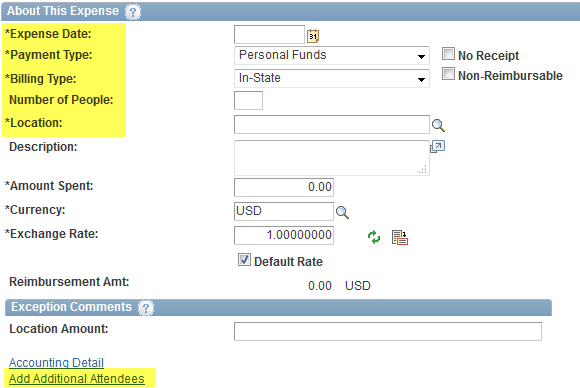 About This Expense ?
*Expense Date: 31
*Payment Type: Personal Funds No Receipt
*Billing Type: In-State Non-Reimbursable
Number of People:
*Location:
Description:
*Amount Spent: 0.00
*Currency: USD
*Exchange Rate: 1.00000000
Default Rate
Reimbursement Amt: 0.00 USD
Exception Comments ?
Location Amount:
Accounting Detail
Add Additional Attendees